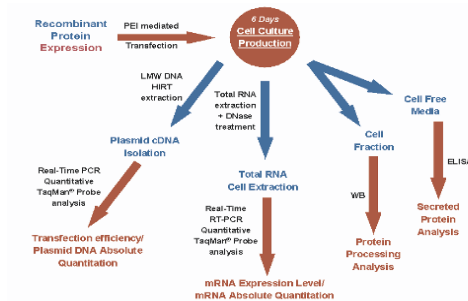 Recombinant
Protein
Expression
PEI mediated
Transfection
6 Days
Cell Culture
Production
LMW DNA
HIRT
extraction
Total RNA
extraction
+ DNase
treatment
Cell Free
Media
Plasmid cDNA
Isolation
Cell
Fraction
ELISA
Real-Time PCR
Quantitative
TaqMan® Probe
analysis
Total RNA
Cell Extraction
WB
Secreted
Protein
Analysis
Real-Time
RT-PCR
Quantitative
TaqMan® Probe
analysis
Transfection efficiency/
Plasmid DNA Absolute
Quantitation
Protein
Processing
Analysis
mRNA Expression Level/
mRNA Absolute Quantitation